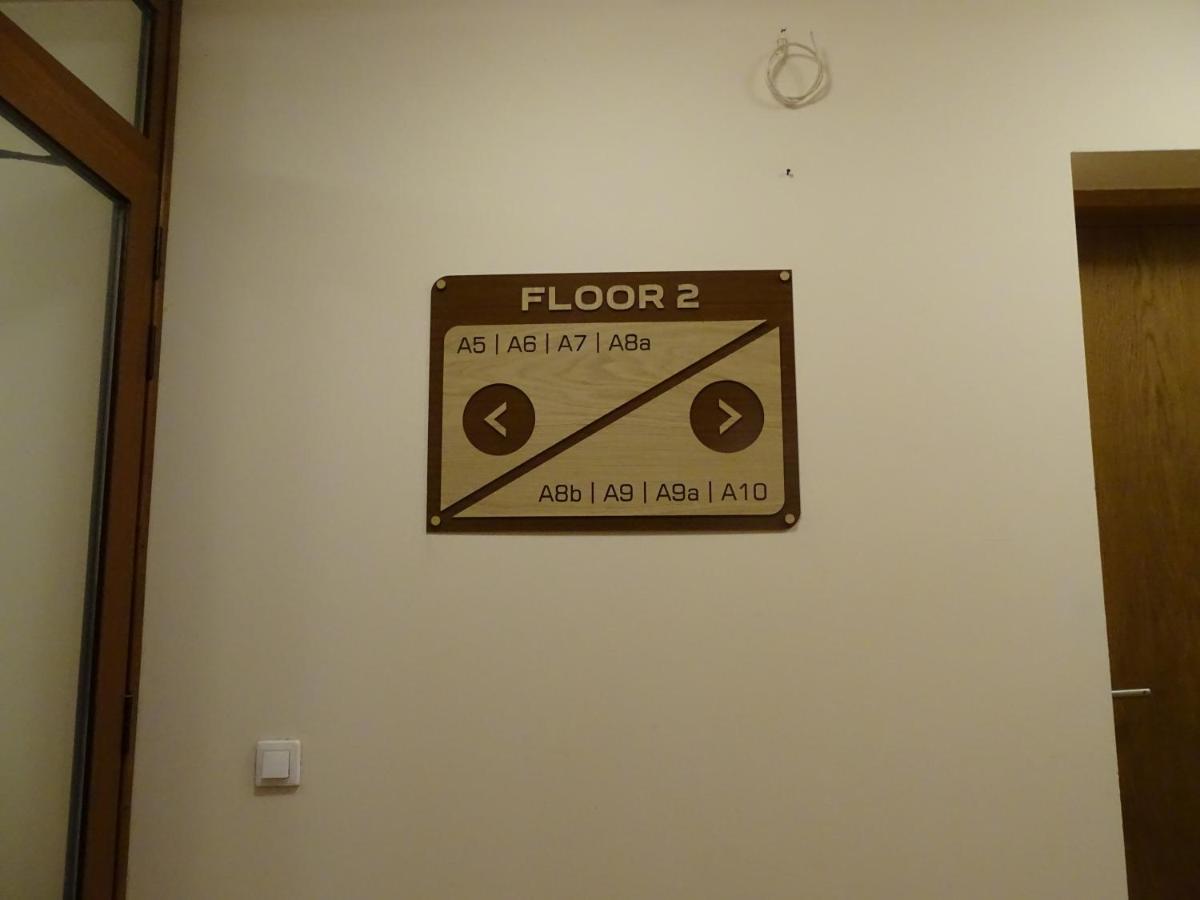 FLOOR 2
A5 | A6 | A7 | A8a
A8b | A9 | A9a | A10